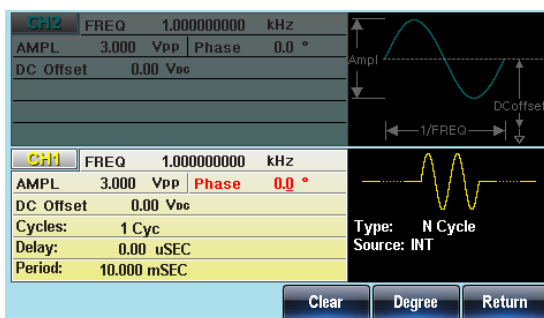 CH2 FREQ 1.000000000 kHz
AMPL 3.000 Vpp Phase 0.0 °
DC Offset 0.00 VDC
Ampl
DCoffset
1/FREQ
CH1 FREQ 1.000000000 kHz
AMPL 3.000 Vpp Phase 0.0 °
DC Offset 0.00 VDC
Cycles: 1 Cyc
Delay: 0.00 uSEC
Period: 10.000 mSEC
Type: N Cycle
Source: INT
Clear Degree Return